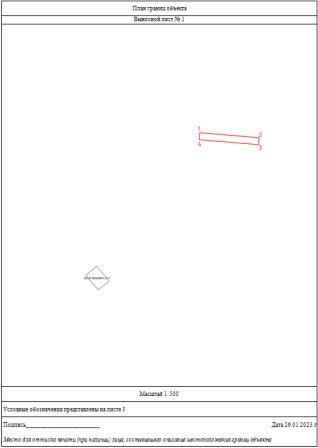 План границ объекта
Выносной лист № 1
1
2
4
3
Масштаб 1:500
Условные обозначения представлены на листе 3
Подпись
Дата 26.01.2023 г
Место для оттиска печати (при наличии) лица, составившего описание местоположения границ объекта